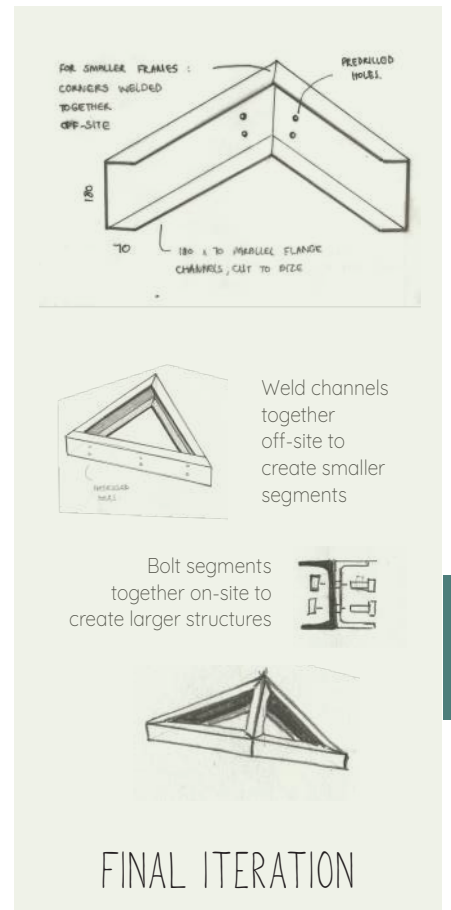 FOR SMALLER FRAMES :
CORNERS WELDED
TOGETHER
OFF-SITE
PREDRILLED
HOLES.
180
70
180 x 70 PARALLEL FLANGE
CHANNELS, CUT TO SIZE
Weld channels
together
off-site to
create smaller
segments
PREDRILLED
HOLES
Bolt segments
together on-site to
create larger structures
FINAL ITERATION